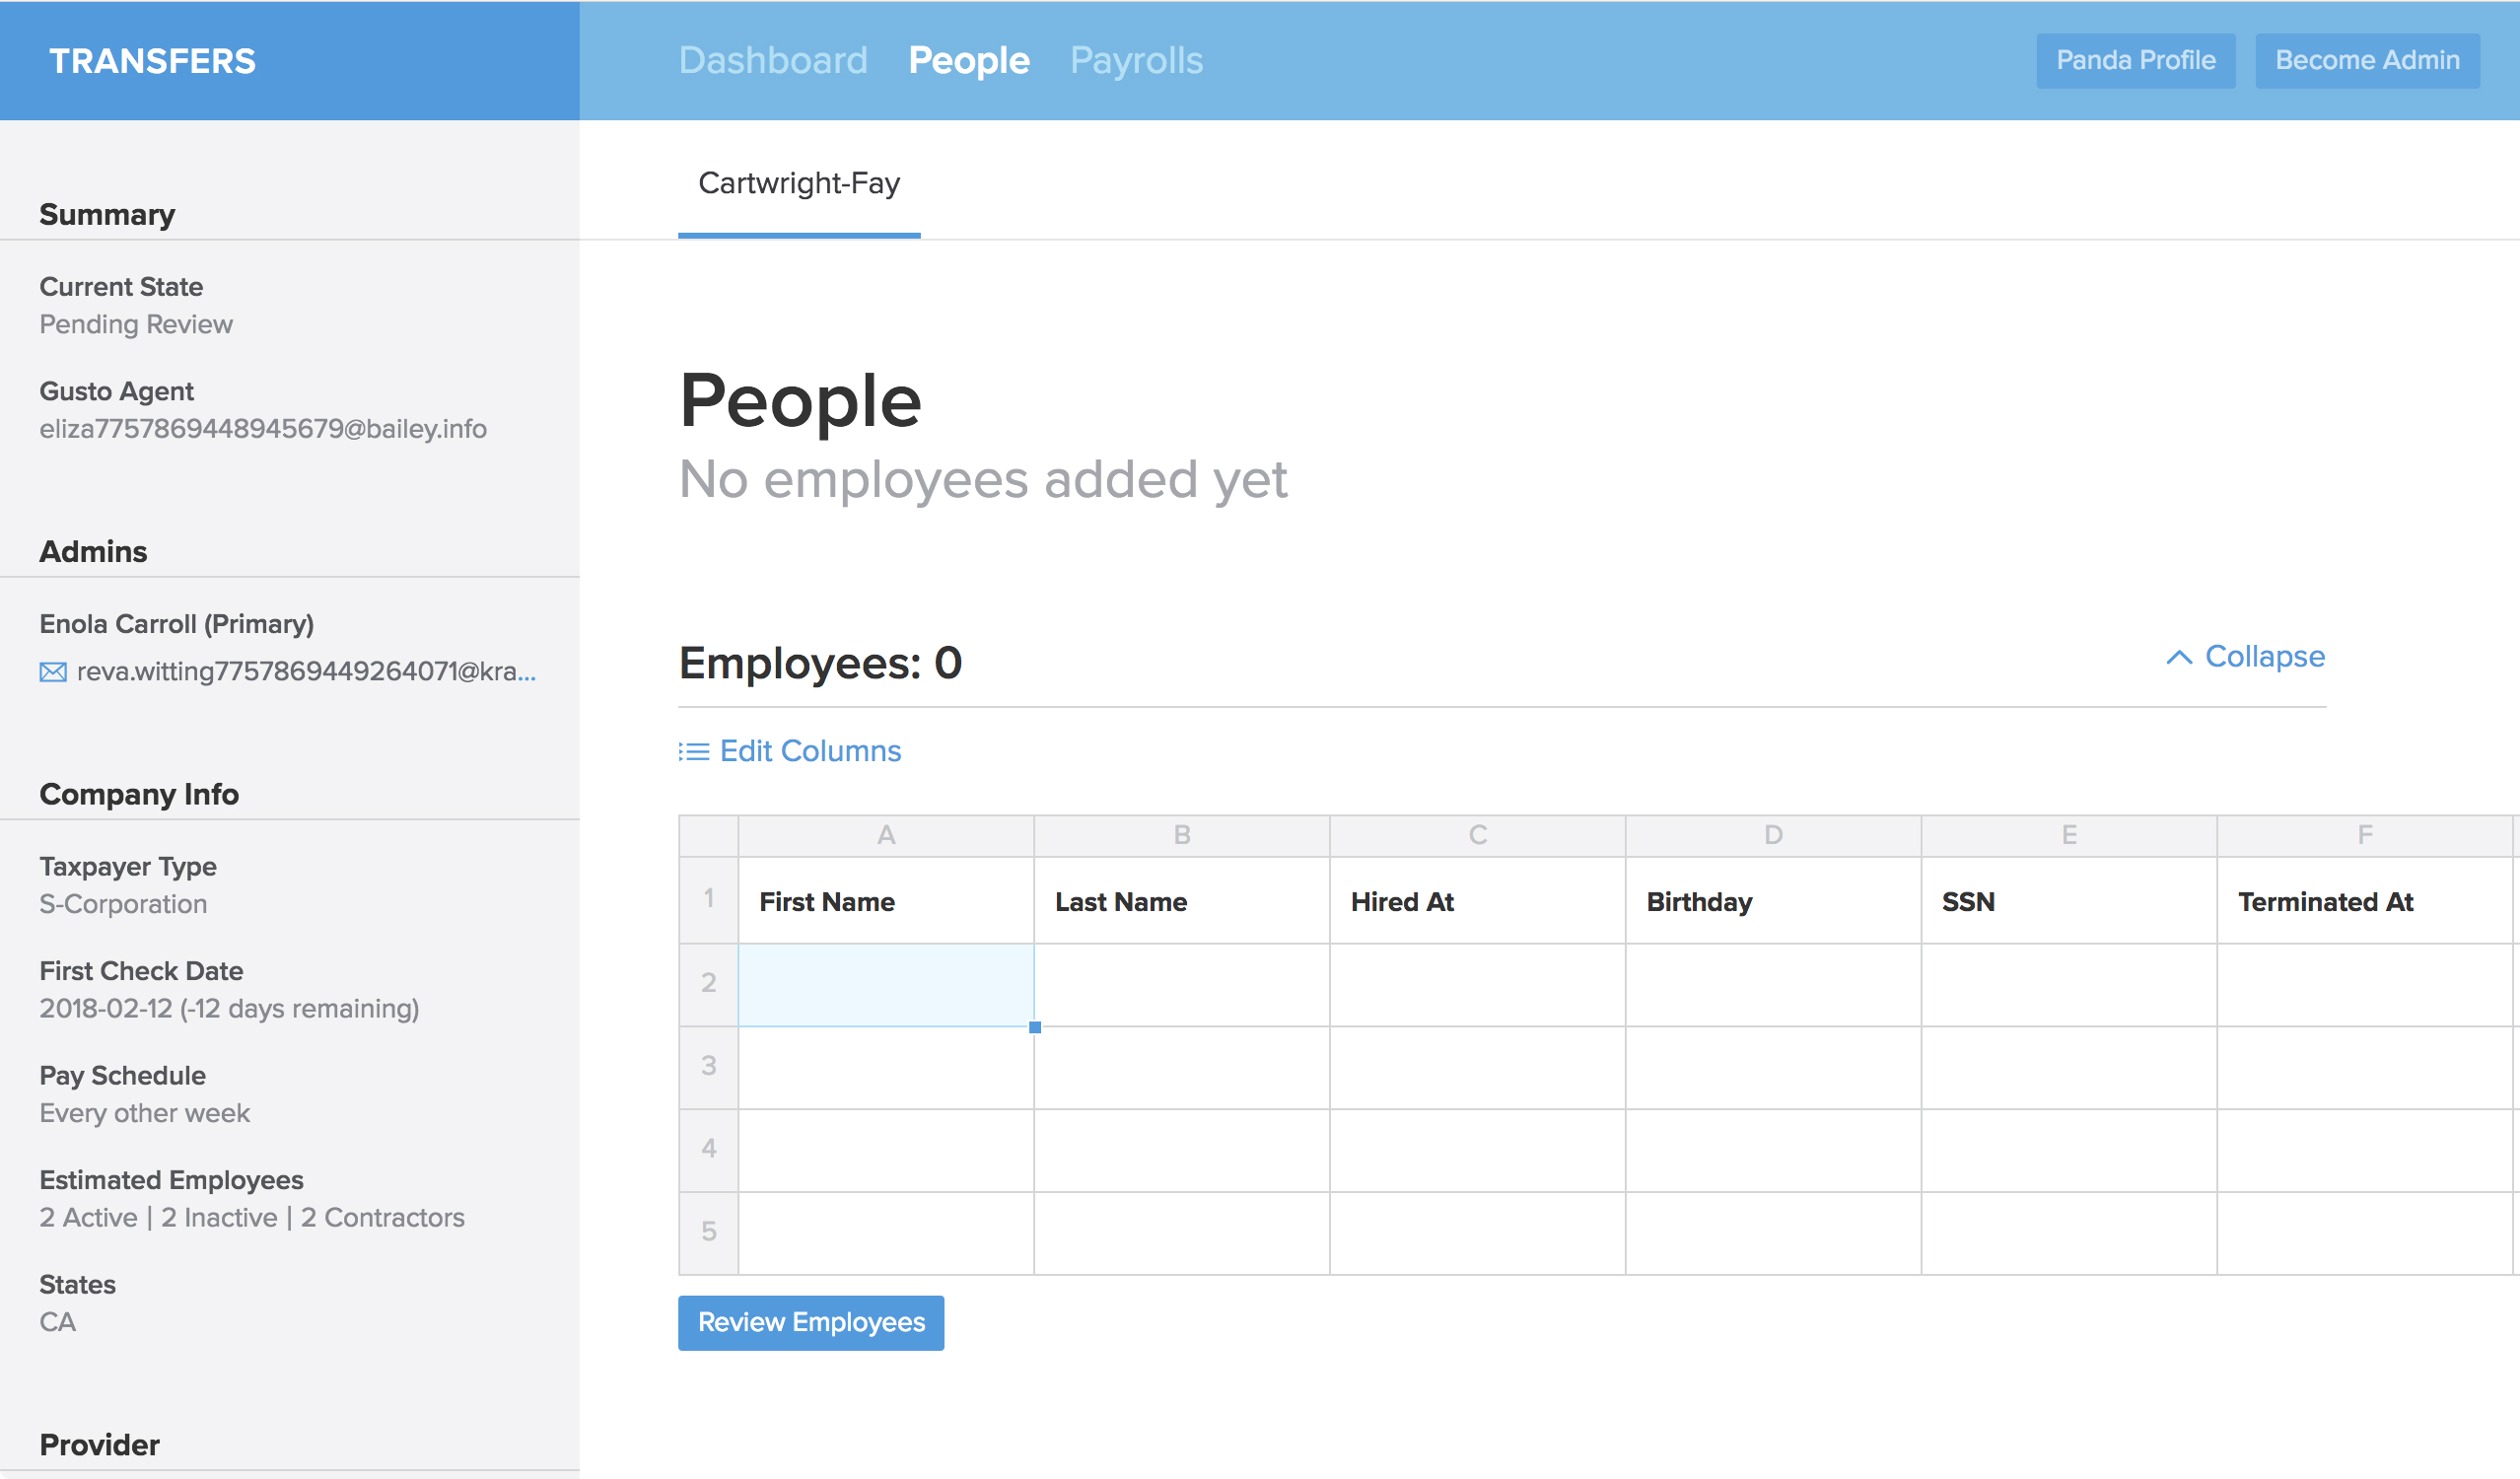 TRANSFERS
Dashboard People Payrolls
Panda Profile Become Admin
Summary
Current State
Pending Review
Gusto Agent
eliza7757869448945679@bailey.info
Admins
Enola Carroll (Primary)
reva.witting7757869449264071@kra...
Company Info
Taxpayer Type
S-Corporation
First Check Date
2018-02-12 (-12 days remaining)
Pay Schedule
Every other week
Estimated Employees
2 Active | 2 Inactive | 2 Contractors
States
CA
Provider
Cartwright-Fay
People
No employees added yet
Employees: 0
Collapse
Edit Columns
A B C D E F
1 First Name Last Name Hired At Birthday SSN Terminated At
2
3
4
5
Review Employees